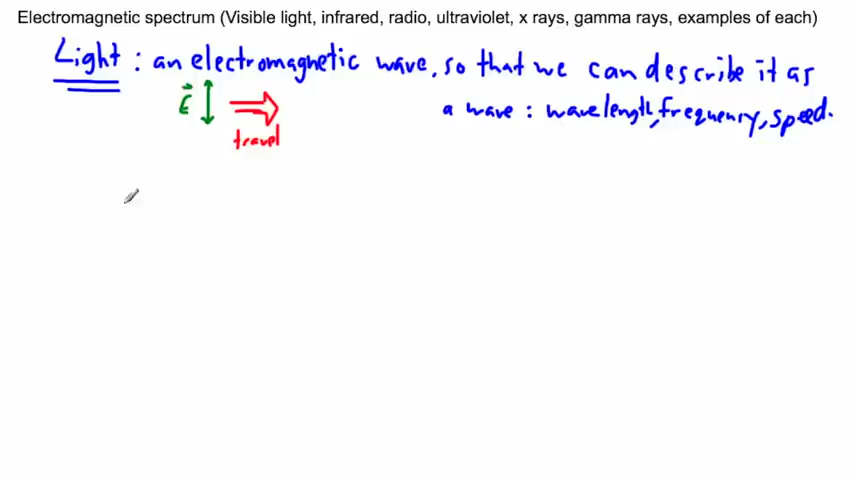 Electromagnetic spectrum (Visible light, infrared, radio, ultraviolet, x rays, gamma rays, examples of each)
Light : an electromagnetic wave, so that we can describe it as
a wave : wavelength, frequency, speed.
E
travel